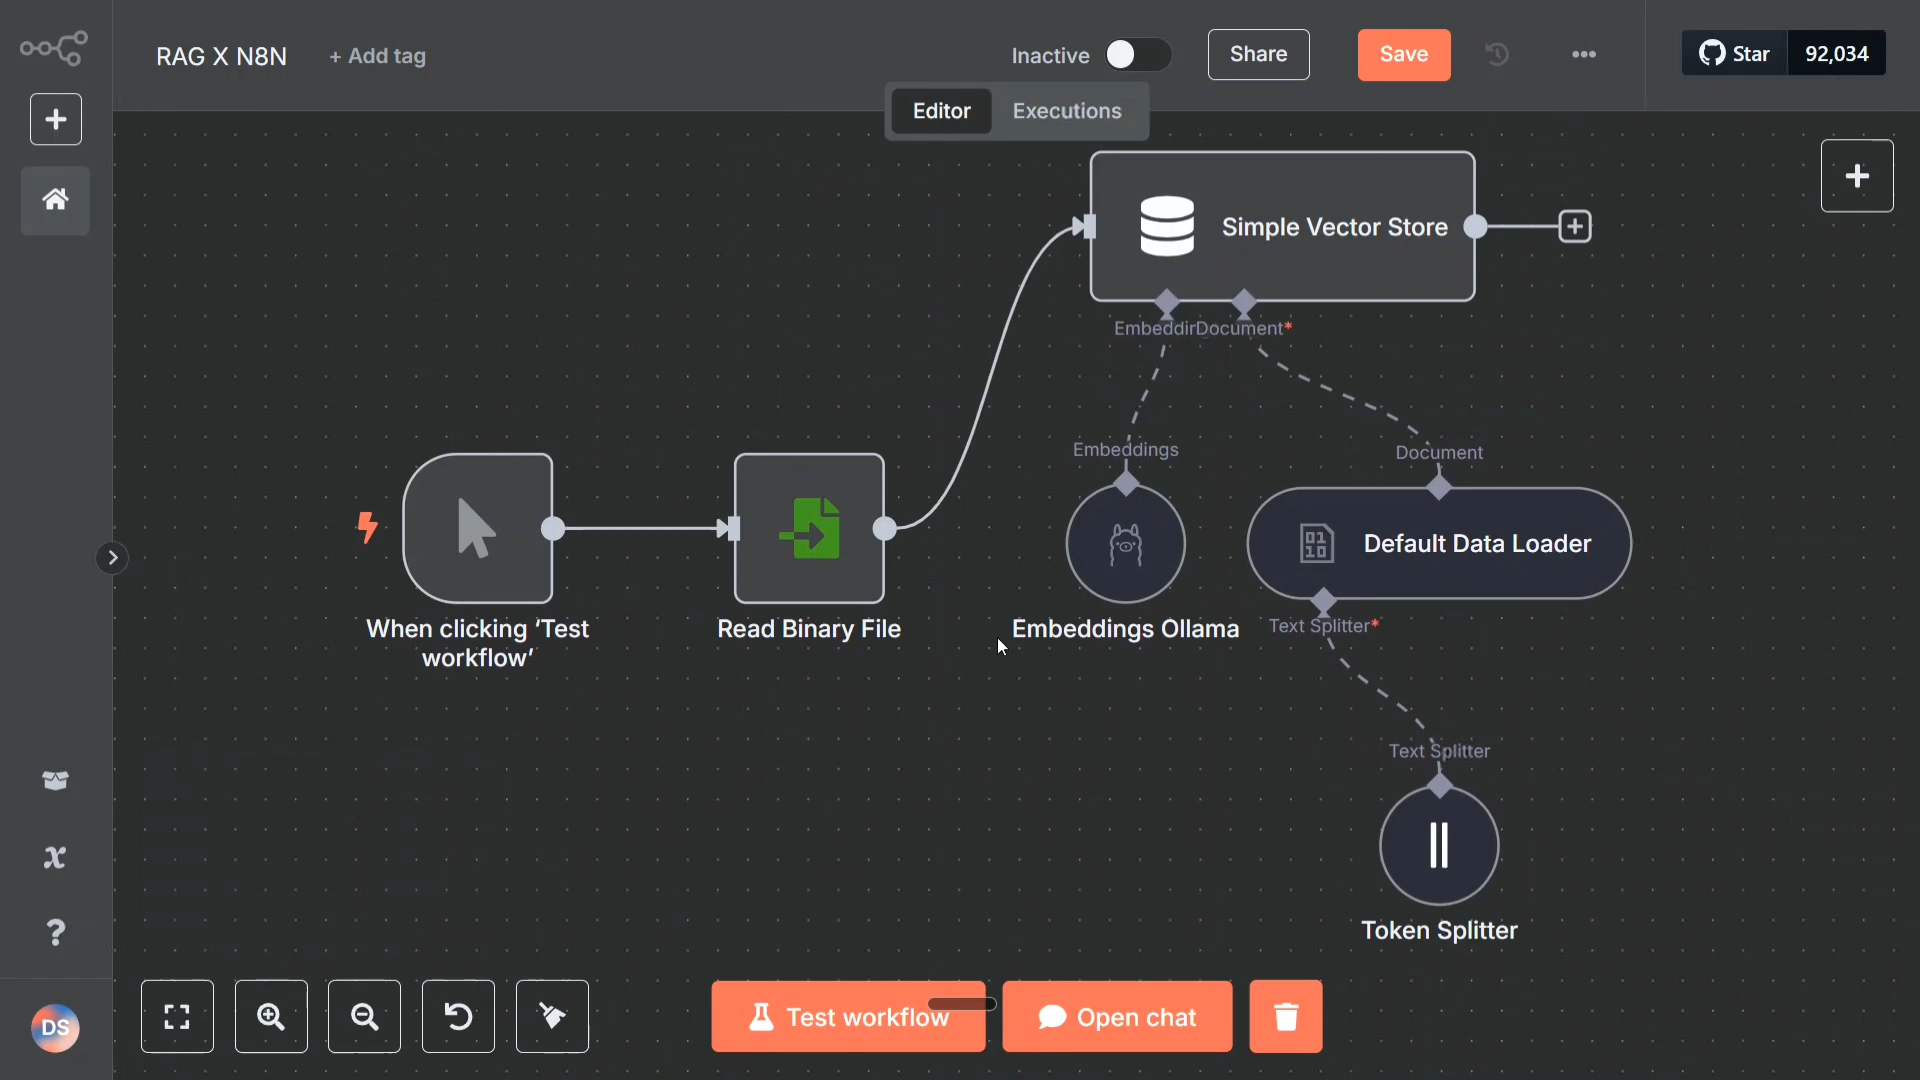 RAG X N8N
+ Add tag
Inactive
Share
Save
Star
92,034
Editor
Executions
Simple Vector Store
EmbeddirDocument*
Embeddings
Document
01
10
Default Data Loader
When clicking ‘Test
workflow’
Read Binary File
Embeddings Ollama
Text Splitter*
Text Splitter
Token Splitter
DS
Test workflow
Open chat